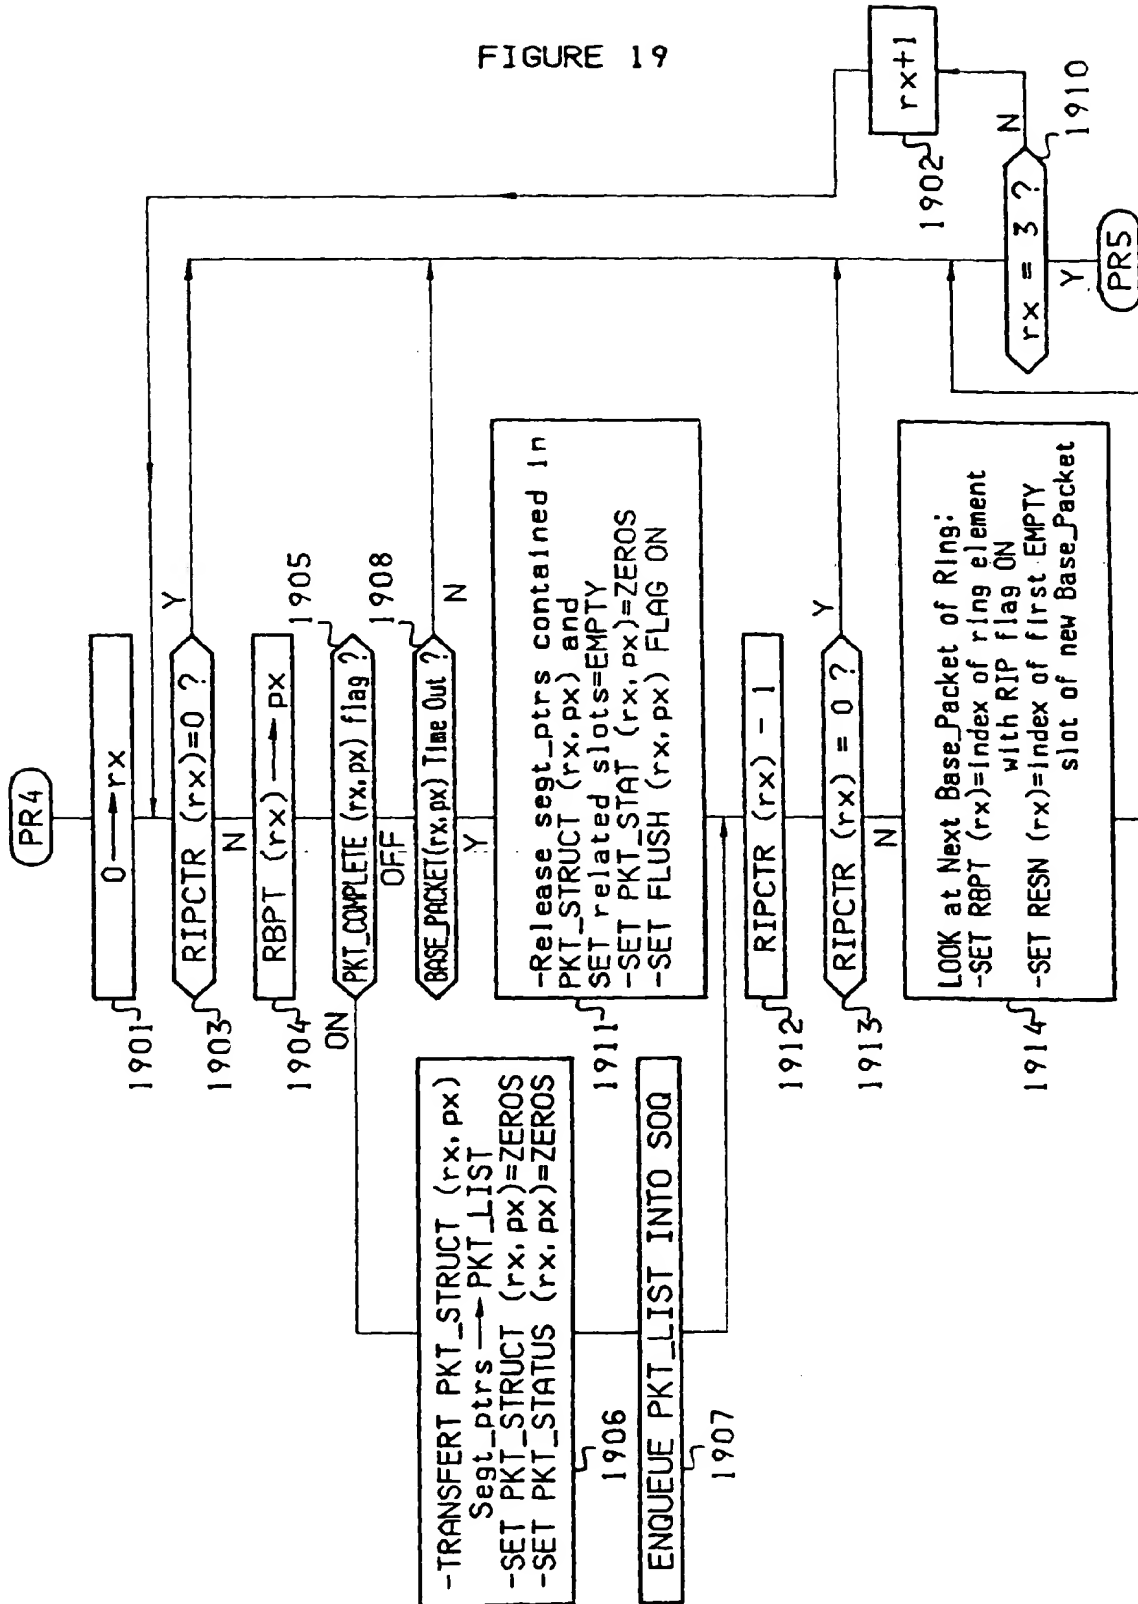 FIGURE 19
PR4
0→rx
1901
RIPCTR (rx)=0 ?
Y
N
1903
RBPT (rx)→px
1904
PKT_COMPLETE (rx,px) flag ?
1905
ON
OFF
BASE_PACKET(rx,px) Time Out ?
1908
N
Y
-TRANSFERT PKT_STRUCT (rx,px)
Segt_ptrs→PKT_LIST
-SET PKT_STRUCT (rx,px)=ZEROS
-SET PKT_STATUS (rx,px)=ZEROS
1906
ENQUEUE PKT_LIST INTO SOQ
1907
-Release segt_ptrs contained in
PKT_STRUCT (rx,px) and
SET related slots=EMPTY
-SET PKT_STAT (rx,px)=ZEROS
-SET FLUSH (rx,px) FLAG ON
1911
RIPCTR (rx) - 1
1912
RIPCTR (rx) = 0 ?
Y
N
1913
LOOK at Next Base_Packet of Ring:
-SET RBPT (rx)=index of ring element
with RIP flag ON
-SET RESN (rx)=index of first EMPTY
slot of new Base_Packet
1914
rx+1
1902
N
rx = 3 ?
1910
Y
PR5